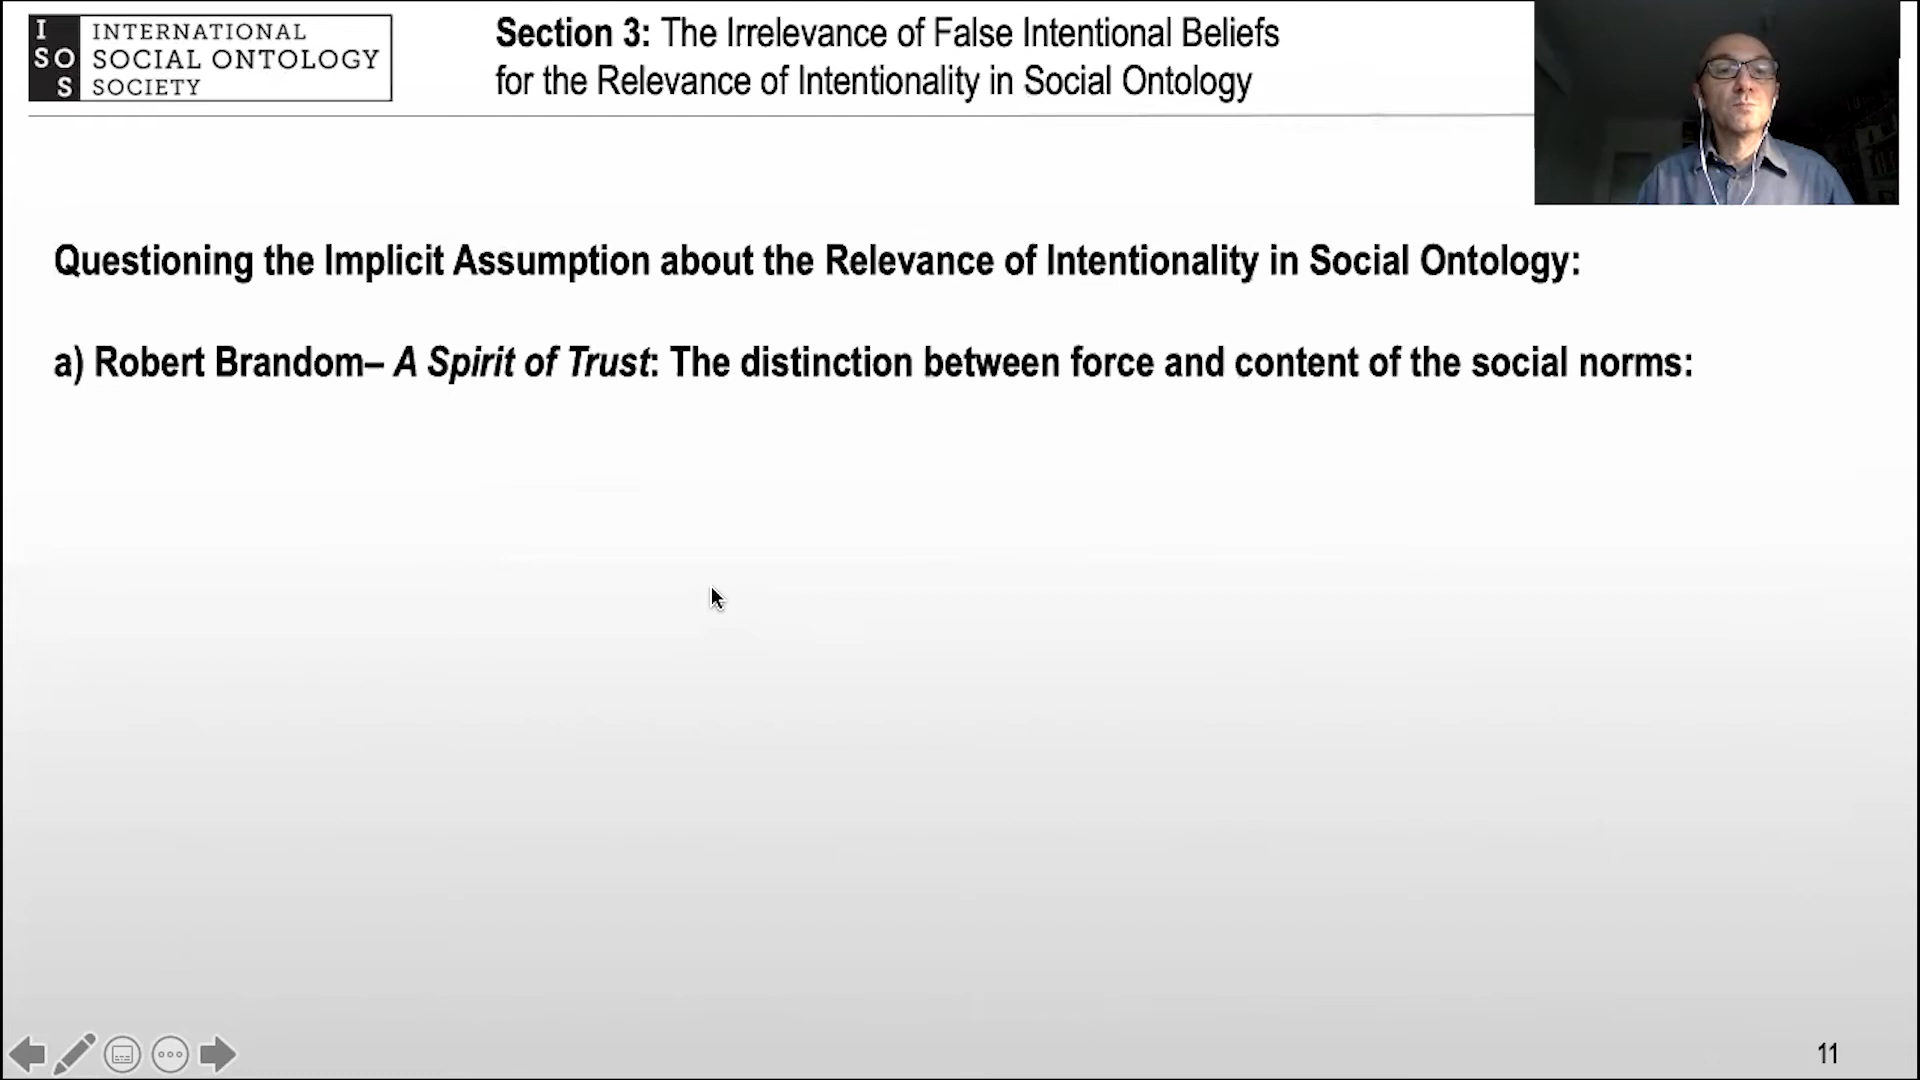 I
SO
S
INTERNATIONAL
SOCIAL ONTOLOGY
SOCIETY
Section 3: The Irrelevance of False Intentional Beliefs
for the Relevance of Intentionality in Social Ontology
Questioning the Implicit Assumption about the Relevance of Intentionality in Social Ontology:
a) Robert Brandom– A Spirit of Trust: The distinction between force and content of the social norms:
11